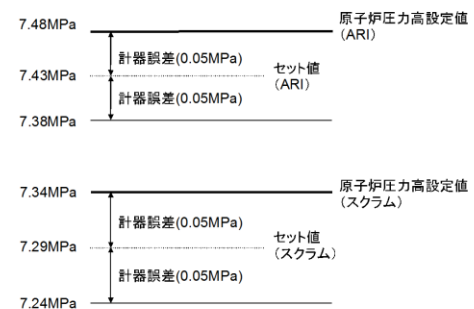 7.48MPa
原子炉圧力高設定値
(ARI)
計器誤差(0.05MPa)
7.43MPa
セット値
(ARI)
計器誤差(0.05MPa)
7.38MPa
7.34MPa
原子炉圧力高設定値
(スクラム)
計器誤差(0.05MPa)
7.29MPa
セット値
(スクラム)
計器誤差(0.05MPa)
7.24MPa